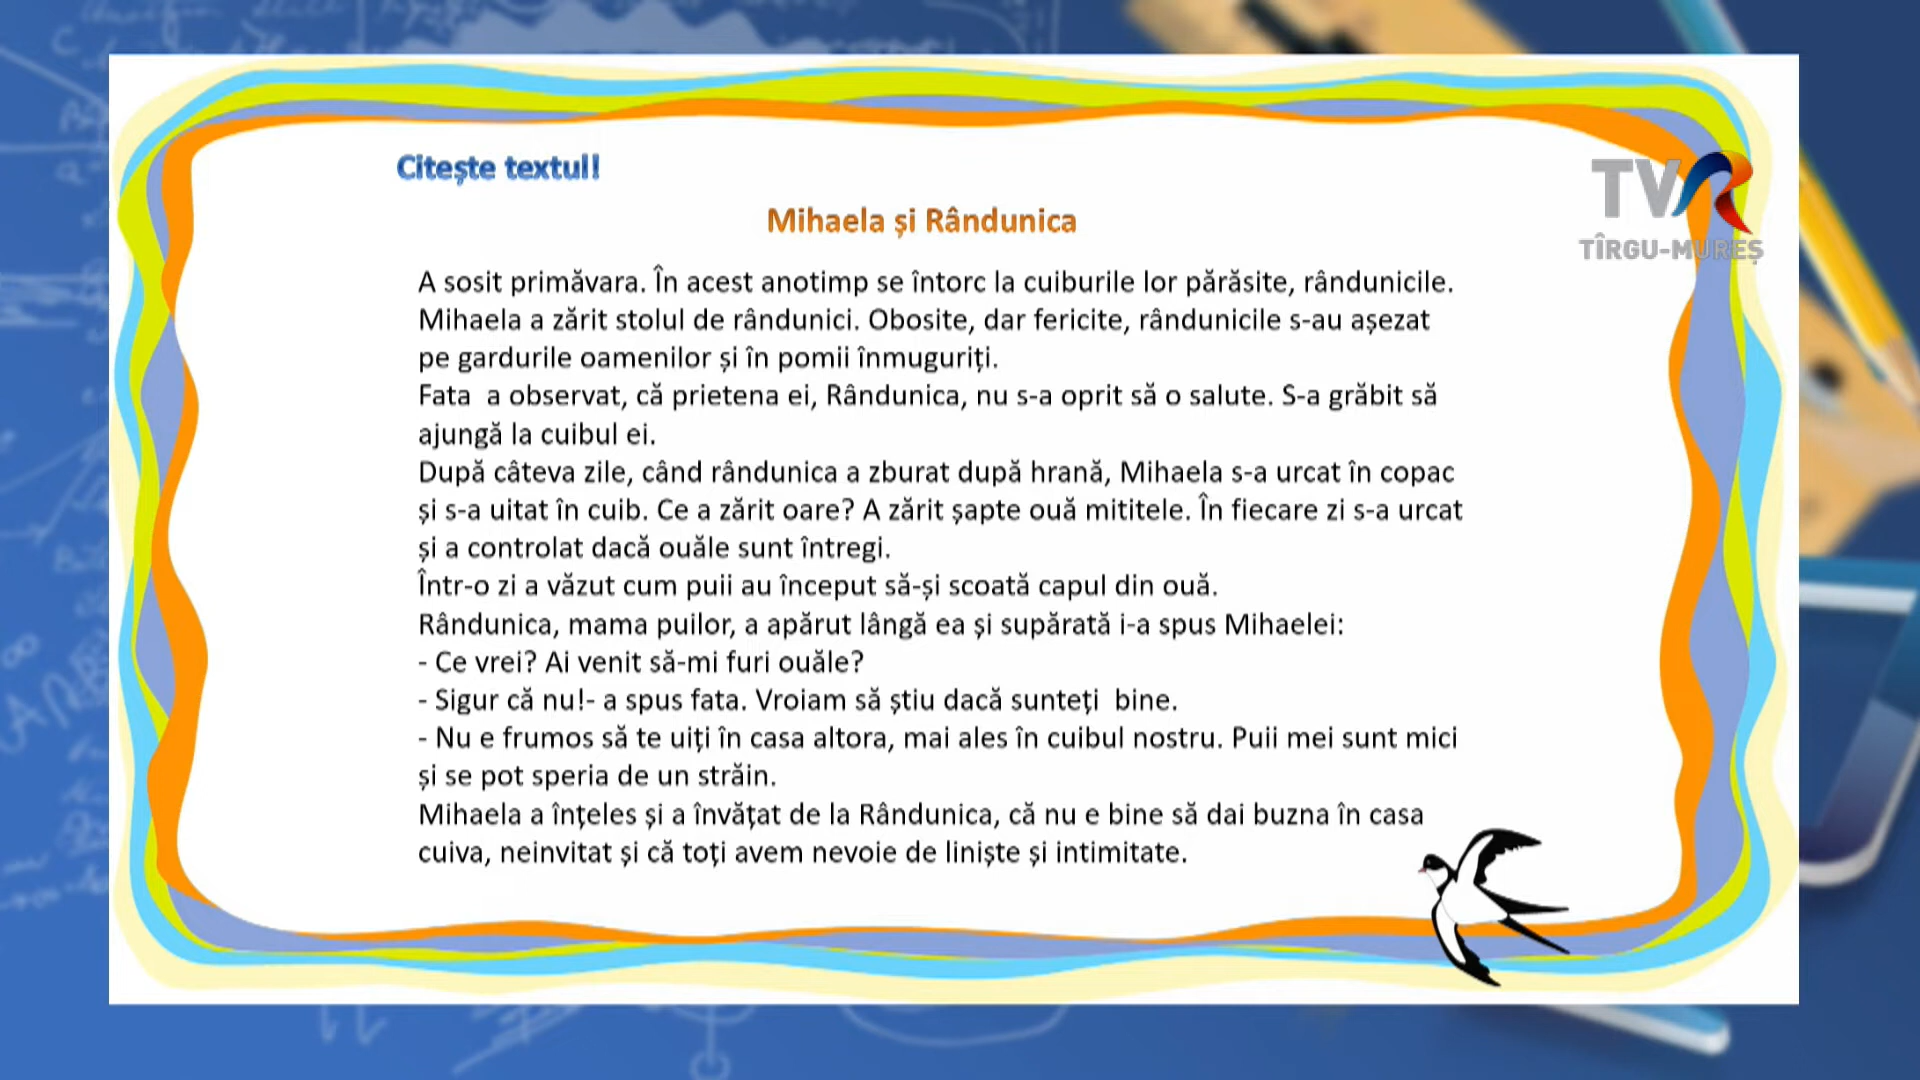 Citește textul!
TVR
TÎRGU-MUREȘ
Mihaela și Rândunica
A sosit primăvara. În acest anotimp se întorc la cuiburile lor părăsite, rândunicile.
Mihaela a zărit stolul de rândunici. Obosite, dar fericite, rândunicile s-au așezat
pe gardurile oamenilor și în pomii înmuguriți.
Fata  a observat, că prietena ei, Rândunica, nu s-a oprit să o salute. S-a grăbit să
ajungă la cuibul ei.
După câteva zile, când rândunica a zburat după hrană, Mihaela s-a urcat în copac
și s-a uitat în cuib. Ce a zărit oare? A zărit șapte ouă mititele. În fiecare zi s-a urcat
și a controlat dacă ouăle sunt întregi.
Într-o zi a văzut cum puii au început să-și scoată capul din ouă.
Rândunica, mama puilor, a apărut lângă ea și supărată i-a spus Mihaelei:
- Ce vrei? Ai venit să-mi furi ouăle?
- Sigur că nu!- a spus fata. Vroiam să știu dacă sunteți  bine.
- Nu e frumos să te uiți în casa altora, mai ales în cuibul nostru. Puii mei sunt mici
și se pot speria de un străin.
Mihaela a înțeles și a învățat de la Rândunica, că nu e bine să dai buzna în casa
cuiva, neinvitat și că toți avem nevoie de liniște și intimitate.